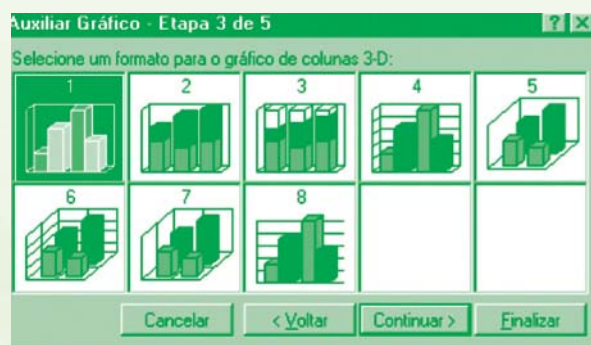 Auxiliar Gráfico - Etapa 3 de 5 ? ×
Selecione um formato para o gráfico de colunas 3-D:
1 2 3 4 5
6 7 8
Cancelar < Voltar Continuar > Finalizar